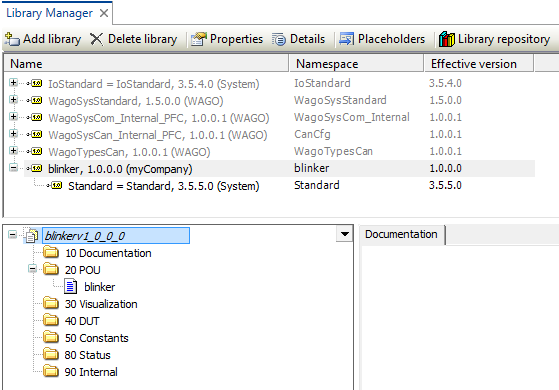 Library Manager
Add library Delete library Properties Details Placeholders Library repository
Name Namespace Effective version
IoStandard = IoStandard, 3.5.4.0 (System) IoStandard 3.5.4.0
WagoSysStandard, 1.5.0.0 (WAGO) WagoSysStandard 1.5.0.0
WagoSysCom_Internal_PFC, 1.0.0.1 (WAGO) WagoSysCom_Internal 1.0.0.1
WagoSysCan_Internal_PFC, 1.0.0.1 (WAGO) CanCfg 1.0.0.1
WagoTypesCan, 1.0.0.1 (WAGO) WagoTypesCan 1.0.0.1
blinker, 1.0.0.0 (myCompany) blinker 1.0.0.0
Standard = Standard, 3.5.5.0 (System) Standard 3.5.5.0
blinkerv1_0_0_0 Documentation
10 Documentation
20 POU
blinker
30 Visualization
40 DUT
50 Constants
80 Status
90 Internal